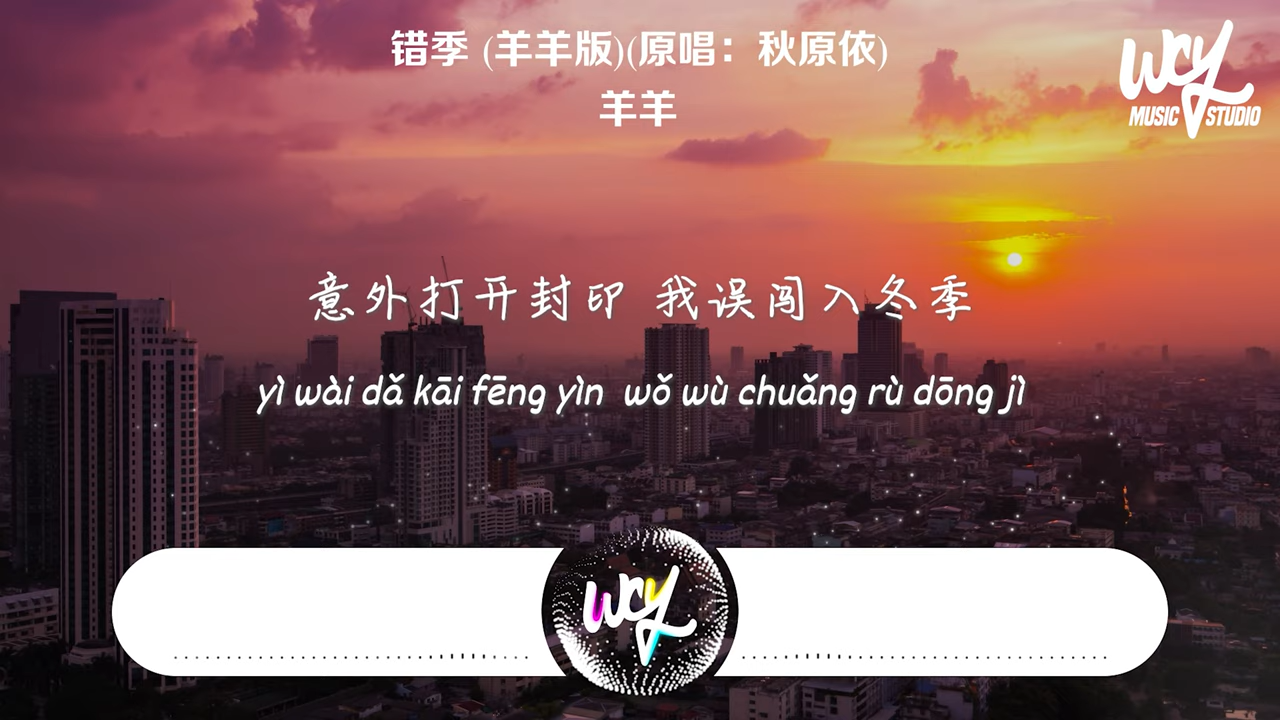 错季 (羊羊版)(原唱：秋原依)
羊羊
WCY
MUSIC STUDIO
意外打开封印 我误闯入冬季
yì wài dǎ kāi fēng yìn wǒ wù chuǎng rù dōng jì
WCY